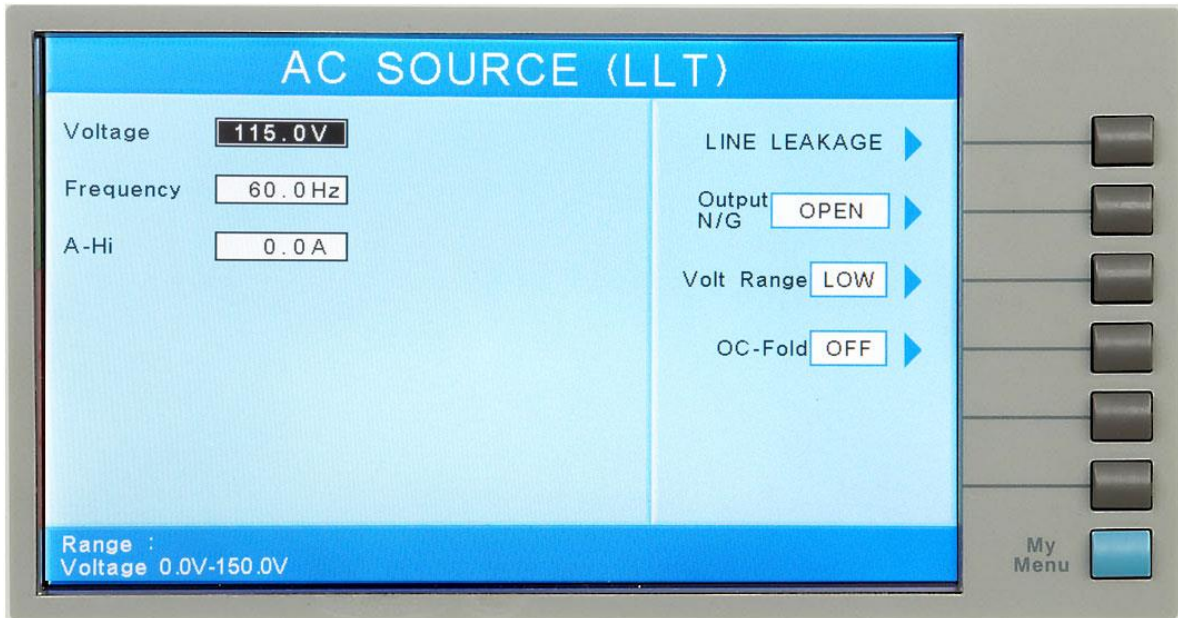 AC SOURCE (LLT)
Voltage 115.0V
Frequency 60.0Hz
A-Hi 0.0A
LINE LEAKAGE
Output
N/G OPEN
Volt Range LOW
OC-Fold OFF
Range :
Voltage 0.0V-150.0V
My
Menu